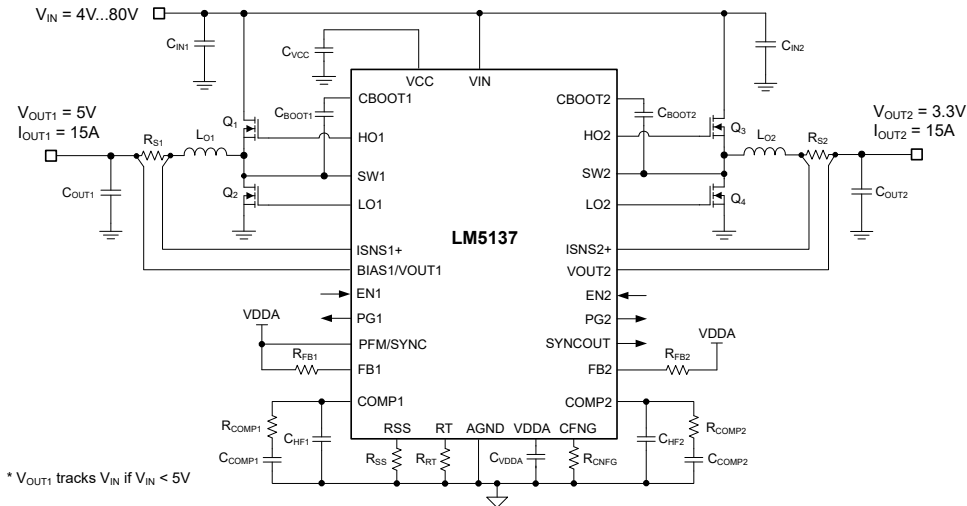 VIN = 4V...80V
CIN1
CVCC
CIN2
VCC
VIN
VOUT1 = 5V
IOUT1 = 15A
RS1
LO1
Q1
Q2
COUT1
CBOOT1
CBOOT1
HO1
SW1
LO1
ISNS1+
BIAS1/VOUT1
EN1
PG1
VDDA
PFM/SYNC
RFB1
FB1
COMP1
RCOMP1
CHF1
CCOMP1
LM5137
CBOOT2
CBOOT2
HO2
SW2
LO2
ISNS2+
VOUT2
EN2
PG2
SYNCOUT
VDDA
RFB2
FB2
COMP2
Q3
Q4
LO2
RS2
VOUT2 = 3.3V
IOUT2 = 15A
COUT2
RSS
RT
AGND
VDDA
CFNG
RSS
RRT
CVDDA
RCNFG
CHF2
RCOMP2
CCOMP2
* VOUT1 tracks VIN if VIN < 5V